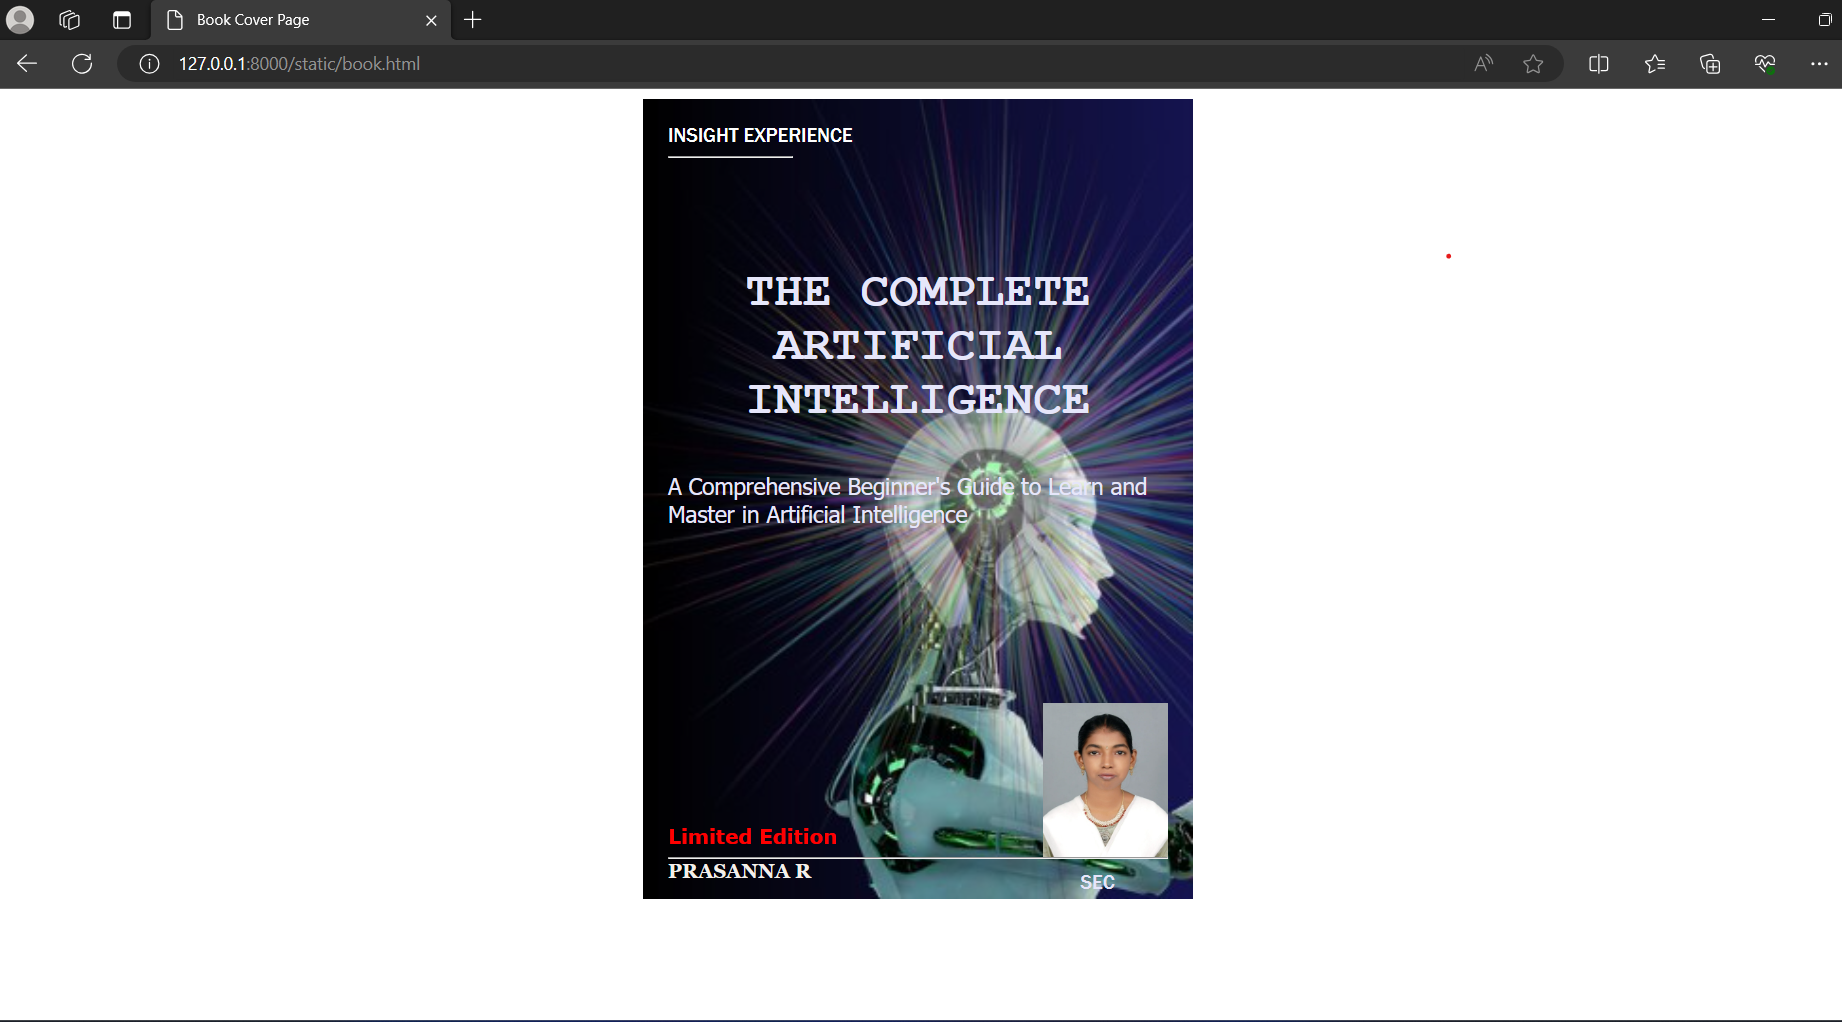 Book Cover Page
127.0.0.1:8000/static/book.html
INSIGHT EXPERIENCE
THE COMPLETE
ARTIFICIAL
INTELLIGENCE
A Comprehensive Beginner's Guide to Learn and
Master in Artificial Intelligence
Limited Edition
PRASANNA R
SEC